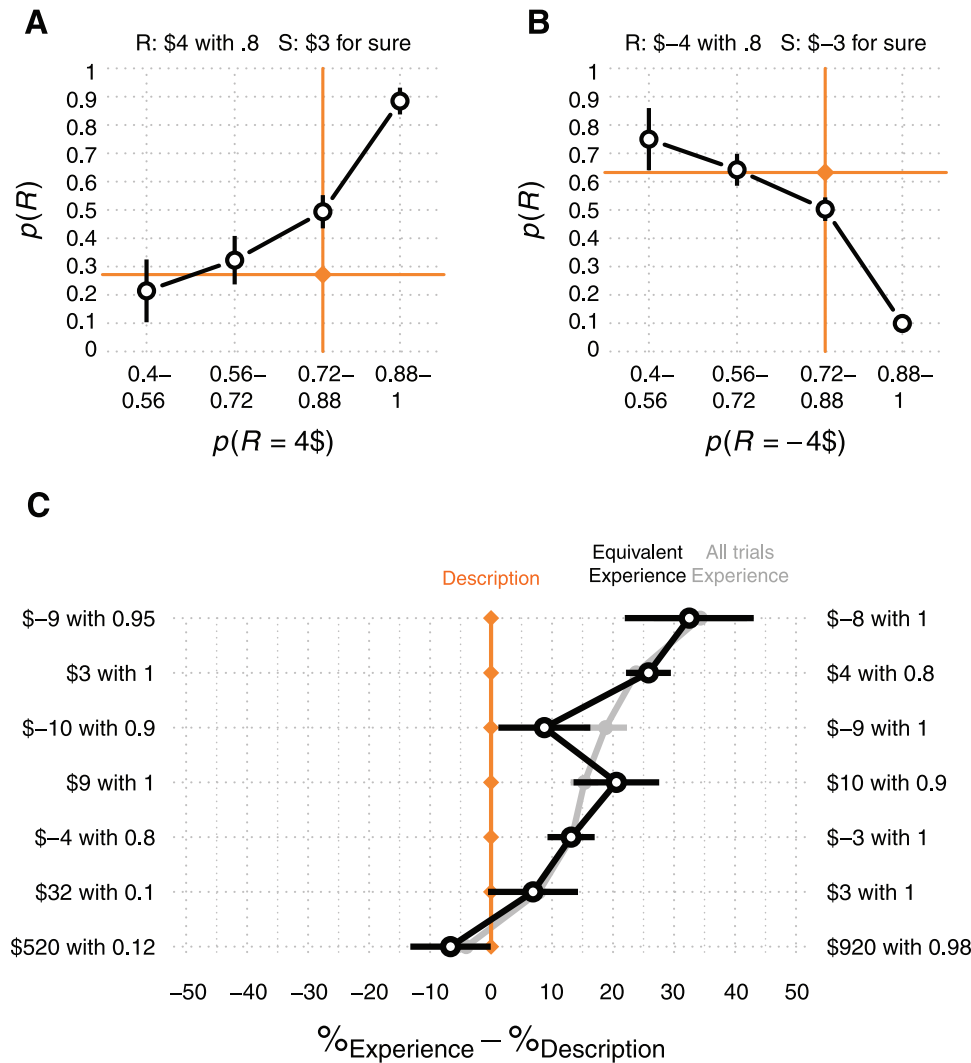 A
R: $4 with .8 S: $3 for sure
1
0.9
0.8
0.7
0.6
0.5
0.4
0.3
0.2
0.1
0
p(R)
0.4–
0.56
0.56–
0.72
0.72–
0.88
0.88–
1
p(R = 4$)
B
R: $−4 with .8 S: $−3 for sure
1
0.9
0.8
0.7
0.6
0.5
0.4
0.3
0.2
0.1
0
p(R)
0.4–
0.56
0.56–
0.72
0.72–
0.88
0.88–
1
p(R = −4$)
C
Description
Equivalent
Experience
All trials
Experience
$−9 with 0.95 $−8 with 1
$3 with 1 $4 with 0.8
$−10 with 0.9 $−9 with 1
$9 with 1 $10 with 0.9
$−4 with 0.8 $−3 with 1
$32 with 0.1 $3 with 1
$520 with 0.12 $920 with 0.98
−50 −40 −30 −20 −10 0 10 20 30 40 50
%Experience − %Description